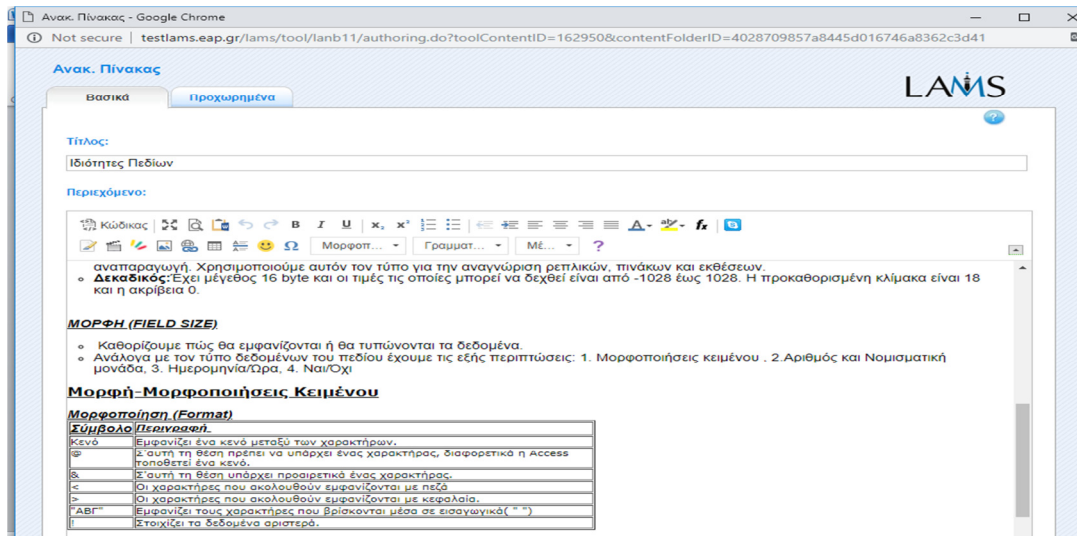 Ανακ. Πίνακας - Google Chrome
Not secure | testlams.eap.gr/lams/tool/lanb11/authoring.do?toolContentID=162950&contentFolderID=4028709857a8445d016746a8362c3d41
Ανακ. Πίνακας
LAMS
Βασικά Προχωρημένα
?
Τίτλος:
Ιδιότητες Πεδίων
Περιεχόμενο:
Κώδικας B I U x₂ x² A ab fx
Ω Μορφοπ... Γραμματ... Μέ... ?
αναπαραγωγή. Χρησιμοποιούμε αυτόν τον τύπο για την αναγνώριση ρεπλικών, πινάκων και εκθέσεων.
Δεκαδικός:Έχει μέγεθος 16 byte και οι τιμές τις οποίες μπορεί να δεχθεί είναι από -1028 έως 1028. Η προκαθορισμένη κλίμακα είναι 18
και η ακρίβεια 0.
ΜΟΡΦΗ (FIELD SIZE)
Καθορίζουμε πώς θα εμφανίζονται ή θα τυπώνονται τα δεδομένα.
Ανάλογα με τον τύπο δεδομένων του πεδίου έχουμε τις εξής περιπτώσεις: 1. Μορφοποιήσεις κειμένου . 2.Αριθμός και Νομισματική
μονάδα, 3. Ημερομηνία/Ώρα, 4. Ναι/Όχι
Μορφή-Μορφοποιήσεις Κειμένου
Μορφοποίηση (Format)
Σύμβολο Περιγραφή
Κενό Εμφανίζει ένα κενό μεταξύ των χαρακτήρων.
@ Σ'αυτή τη θέση πρέπει να υπάρχει ένας χαρακτήρας, διαφορετικά η Access
τοποθετεί ένα κενό.
& Σ'αυτή τη θέση υπάρχει προαιρετικά ένας χαρακτήρας.
< Οι χαρακτήρες που ακολουθούν εμφανίζονται με πεζά
> Οι χαρακτήρες που ακολουθούν εμφανίζονται με κεφαλαία.
"ΑΒΓ" Εμφανίζει τους χαρακτήρες που βρίσκονται μέσα σε εισαγωγικά( " ")
! Στοιχίζει τα δεδομένα αριστερά.